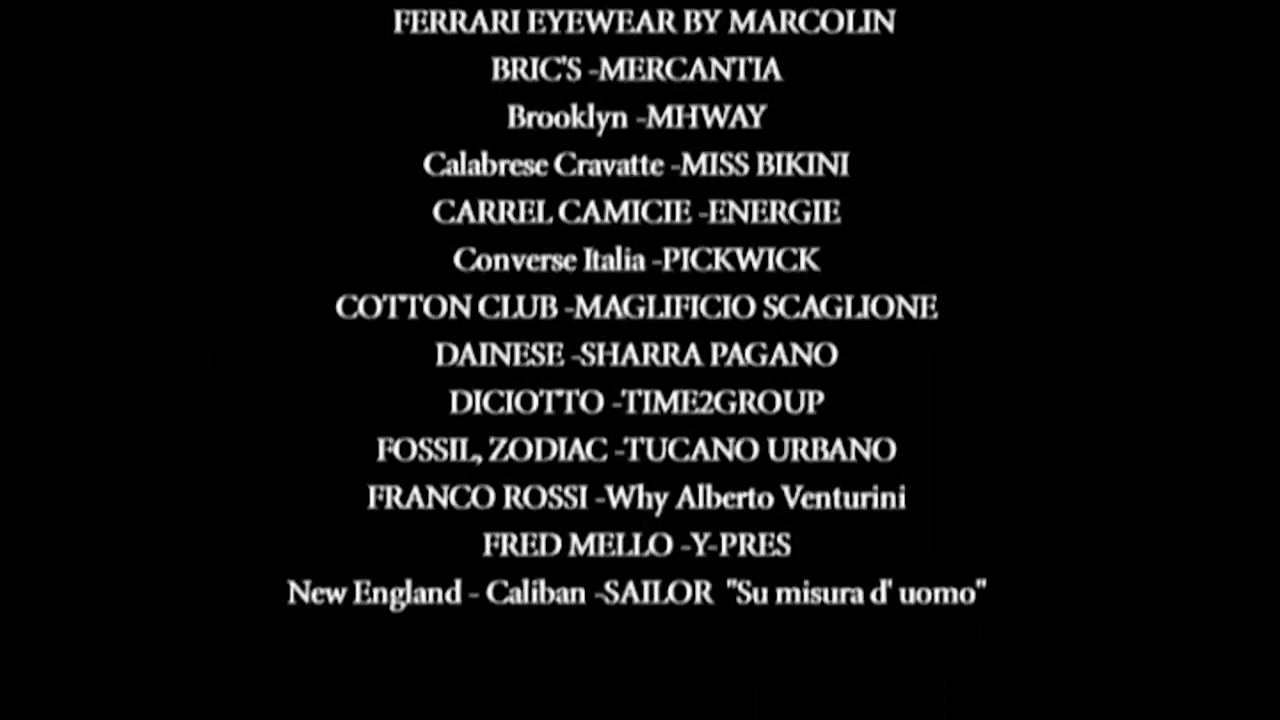 FERRARI EYEWEAR BY MARCOLIN
BRIC'S -MERCANTIA
Brooklyn -MHWAY
Calabrese Cravatte -MISS BIKINI
CARREL CAMICIE -ENERGIE
Converse Italia -PICKWICK
COTTON CLUB -MAGLIFICIO SCAGLIONE
DAINESE -SHARRA PAGANO
DICIOTTO -TIME2GROUP
FOSSIL, ZODIAC -TUCANO URBANO
FRANCO ROSSI -Why Alberto Venturini
FRED MELLO -Y-PRES
New England - Caliban -SAILOR "Su misura d' uomo"